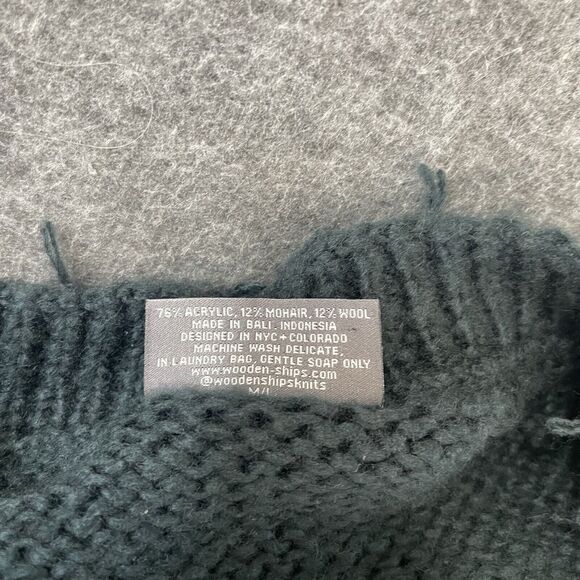 76% ACRYLIC, 12% MOHAIR, 12% WOOL
MADE IN BALI, INDONESIA
DESIGNED IN NYC+COLORADO
MACHINE WASH DELICATE,
IN LAUNDRY BAG, GENTLE SOAP ONLY
www.wooden-ships.com
@woodenshipsknits
M/L